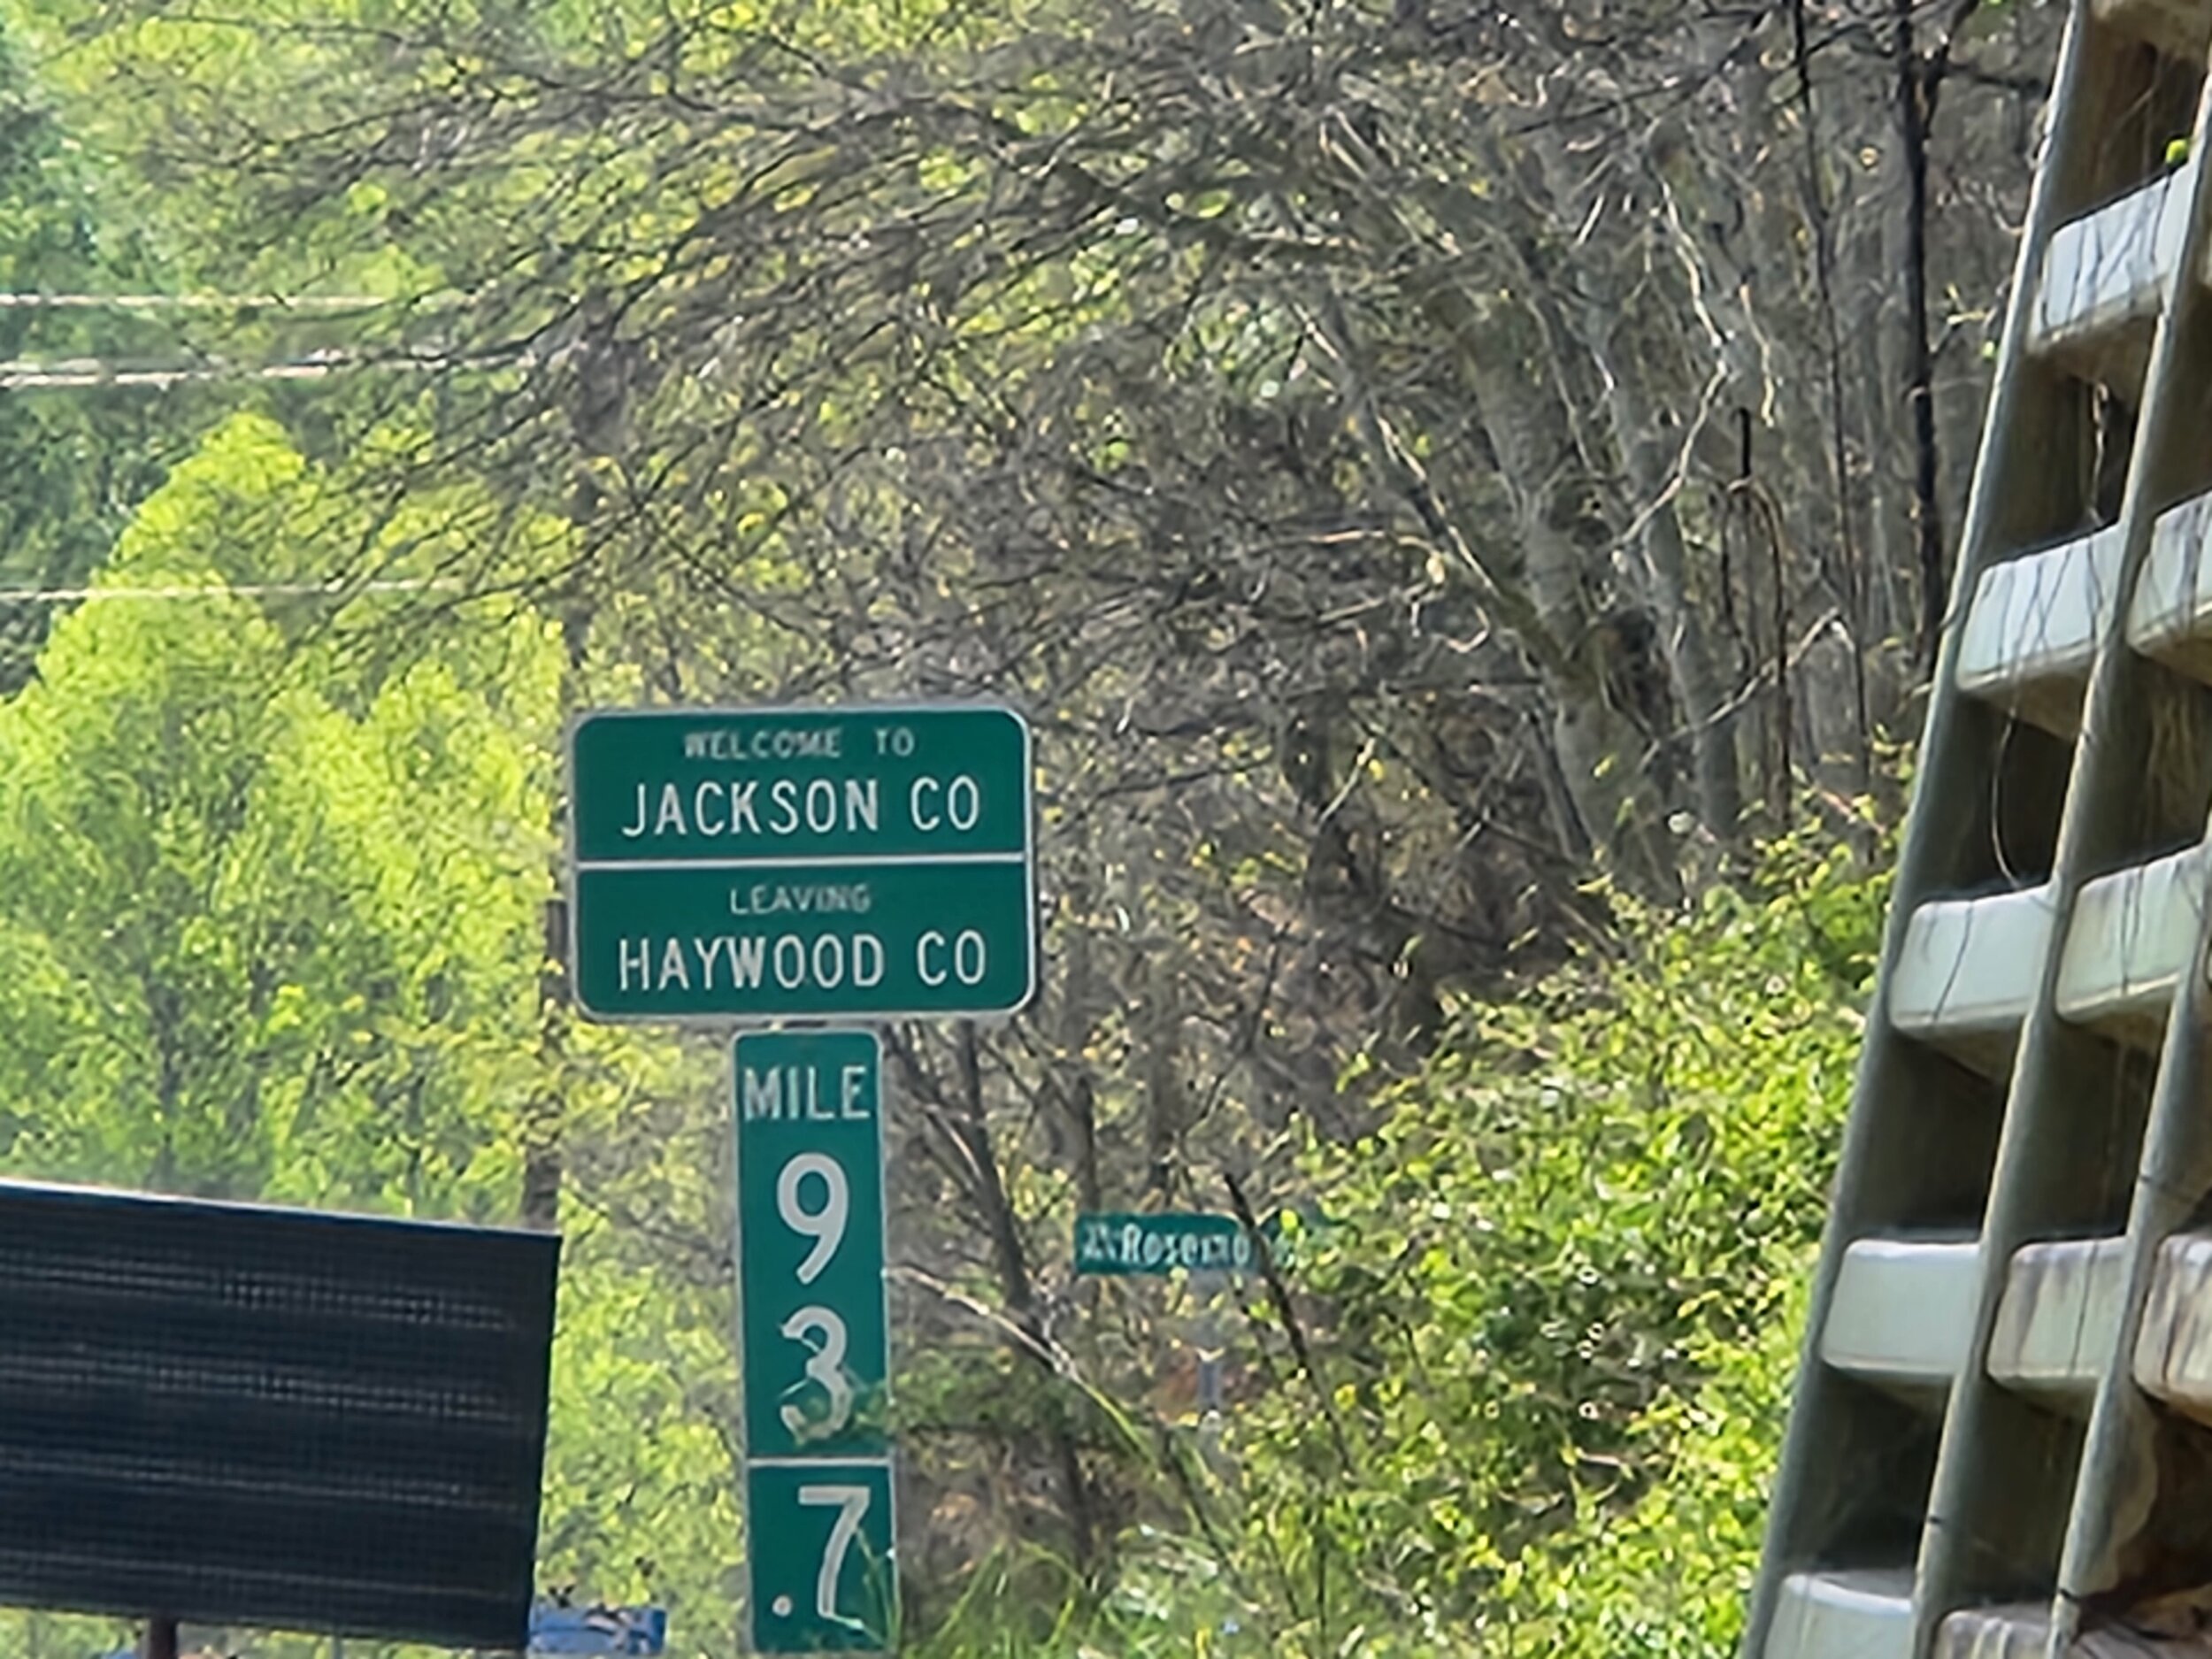 WELCOME TO
JACKSON CO
LEAVING
HAYWOOD CO
MILE
9
3
.7